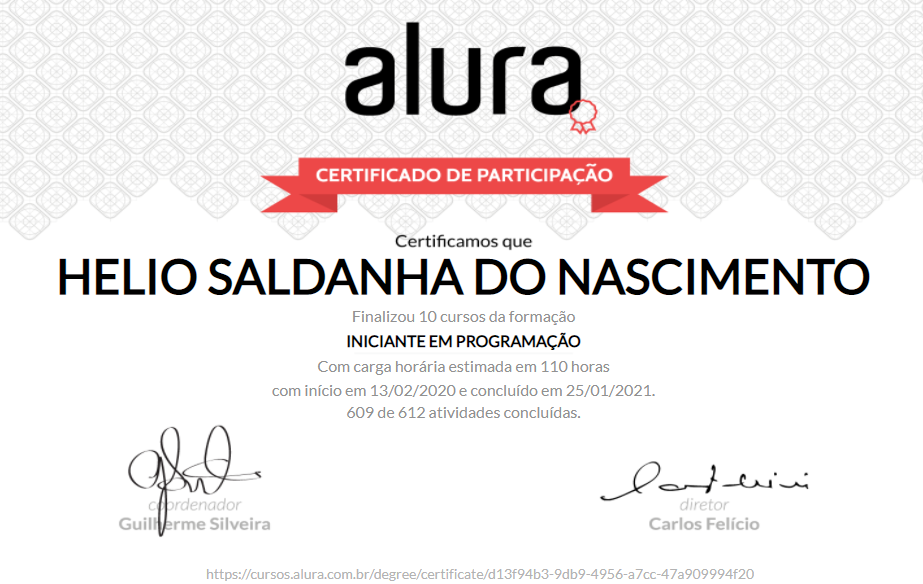 alura
CERTIFICADO DE PARTICIPAÇÃO
Certificamos que
HELIO SALDANHA DO NASCIMENTO
Finalizou 10 cursos da formação
INICIANTE EM PROGRAMAÇÃO
Com carga horária estimada em 110 horas
com início em 13/02/2020 e concluído em 25/01/2021.
609 de 612 atividades concluídas.
coordenador
Guilherme Silveira
diretor
Carlos Felício
https://cursos.alura.com.br/degree/certificate/d13f94b3-9db9-4956-a7cc-47a909994f20